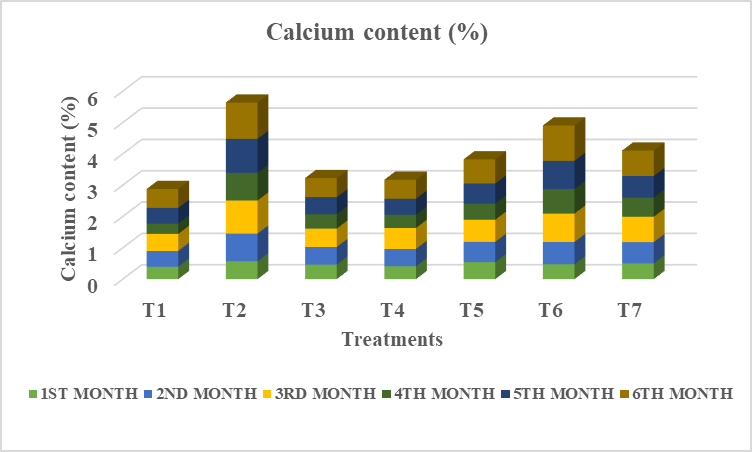 Calcium content (%)
Calcium content (%)
6
5
4
3
2
1
0
T1 T2 T3 T4 T5 T6 T7
Treatments
1ST MONTH 2ND MONTH 3RD MONTH 4TH MONTH 5TH MONTH 6TH MONTH